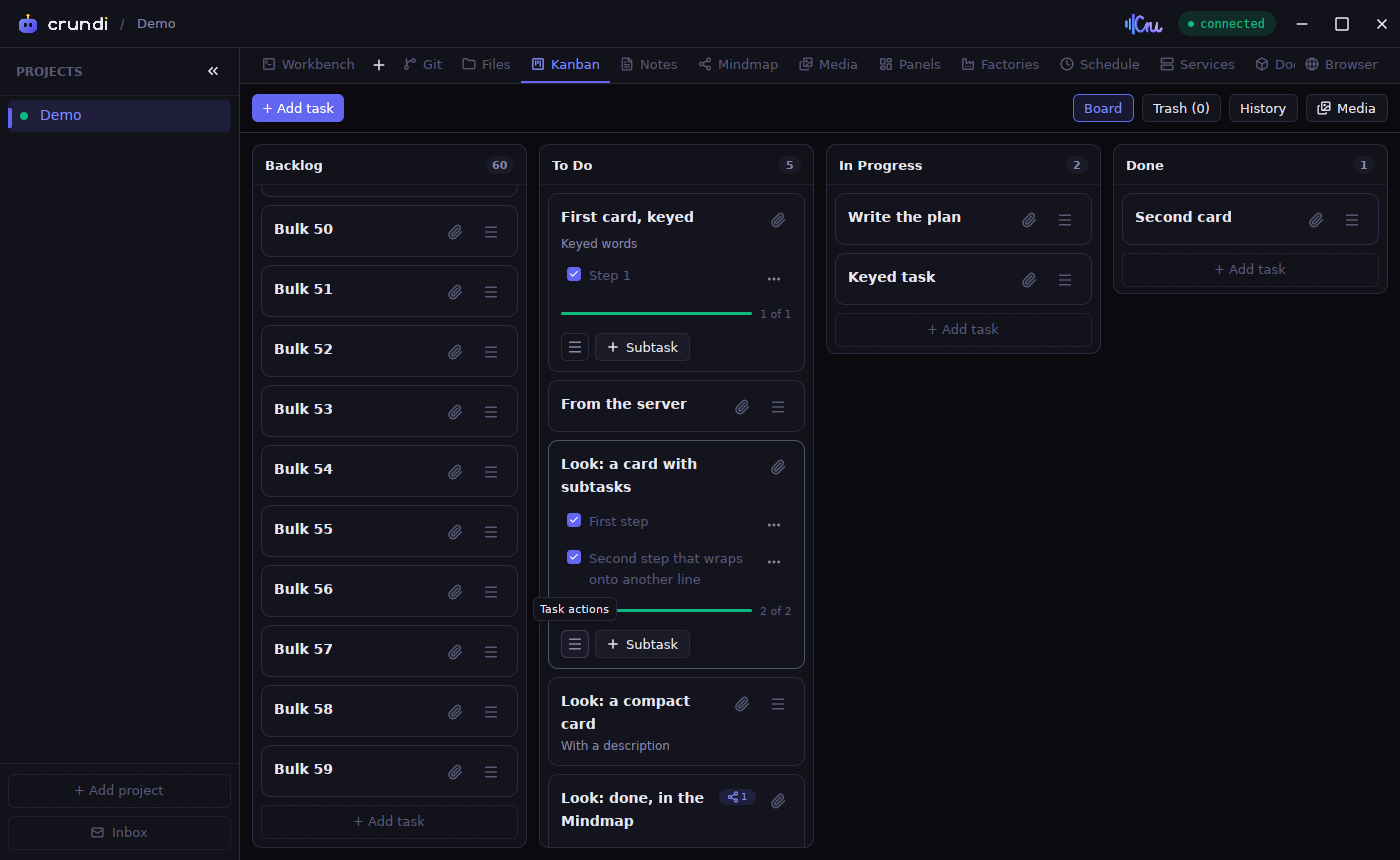 crundi / Demo
Cru
connected
PROJECTS
Demo
+ Add project
Inbox
Workbench
Git
Files
Kanban
Notes
Mindmap
Media
Panels
Factories
Schedule
Services
Browser
+ Add task
Board
Trash (0)
History
Media
Backlog 60
Bulk 50
Bulk 51
Bulk 52
Bulk 53
Bulk 54
Bulk 55
Bulk 56
Bulk 57
Bulk 58
Bulk 59
+ Add task
To Do 5
First card, keyed
Keyed words
Step 1
1 of 1
+ Subtask
From the server
Look: a card with
subtasks
First step
Second step that wraps
onto another line
Task actions
2 of 2
+ Subtask
Look: a compact
card
With a description
Look: done, in the
Mindmap
1
In Progress 2
Write the plan
Keyed task
+ Add task
Done 1
Second card
+ Add task